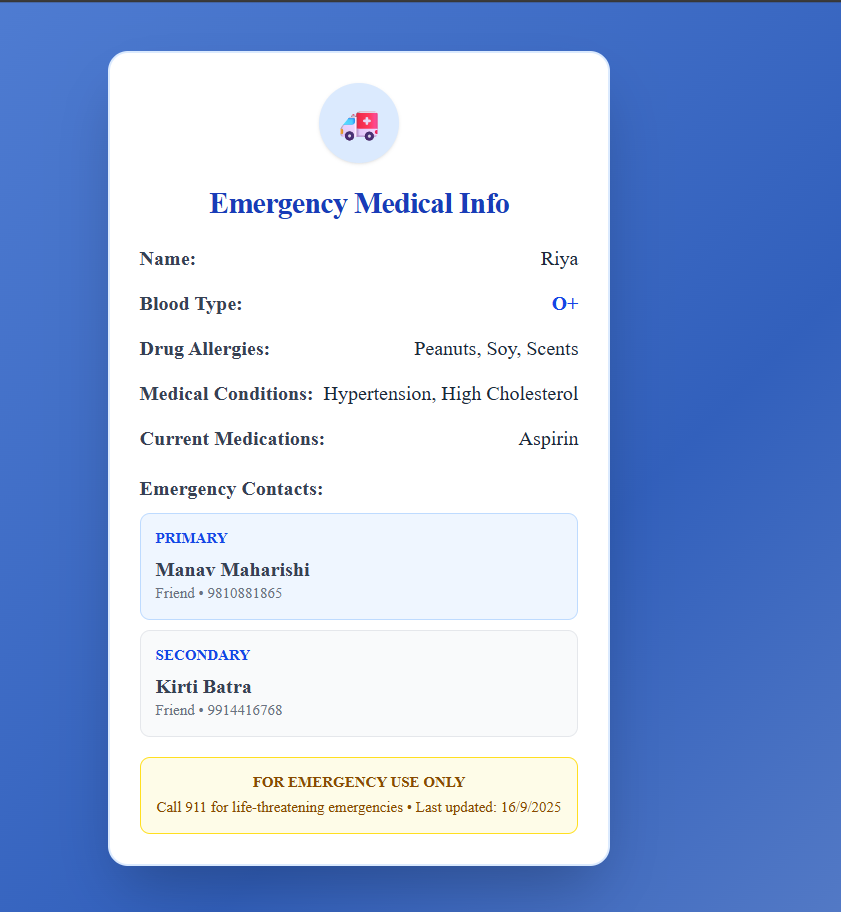 Emergency Medical Info
Name: Riya
Blood Type: O+
Drug Allergies: Peanuts, Soy, Scents
Medical Conditions: Hypertension, High Cholesterol
Current Medications: Aspirin
Emergency Contacts:
PRIMARY
Manav Maharishi
Friend • 9810881865
SECONDARY
Kirti Batra
Friend • 9914416768
FOR EMERGENCY USE ONLY
Call 911 for life-threatening emergencies • Last updated: 16/9/2025